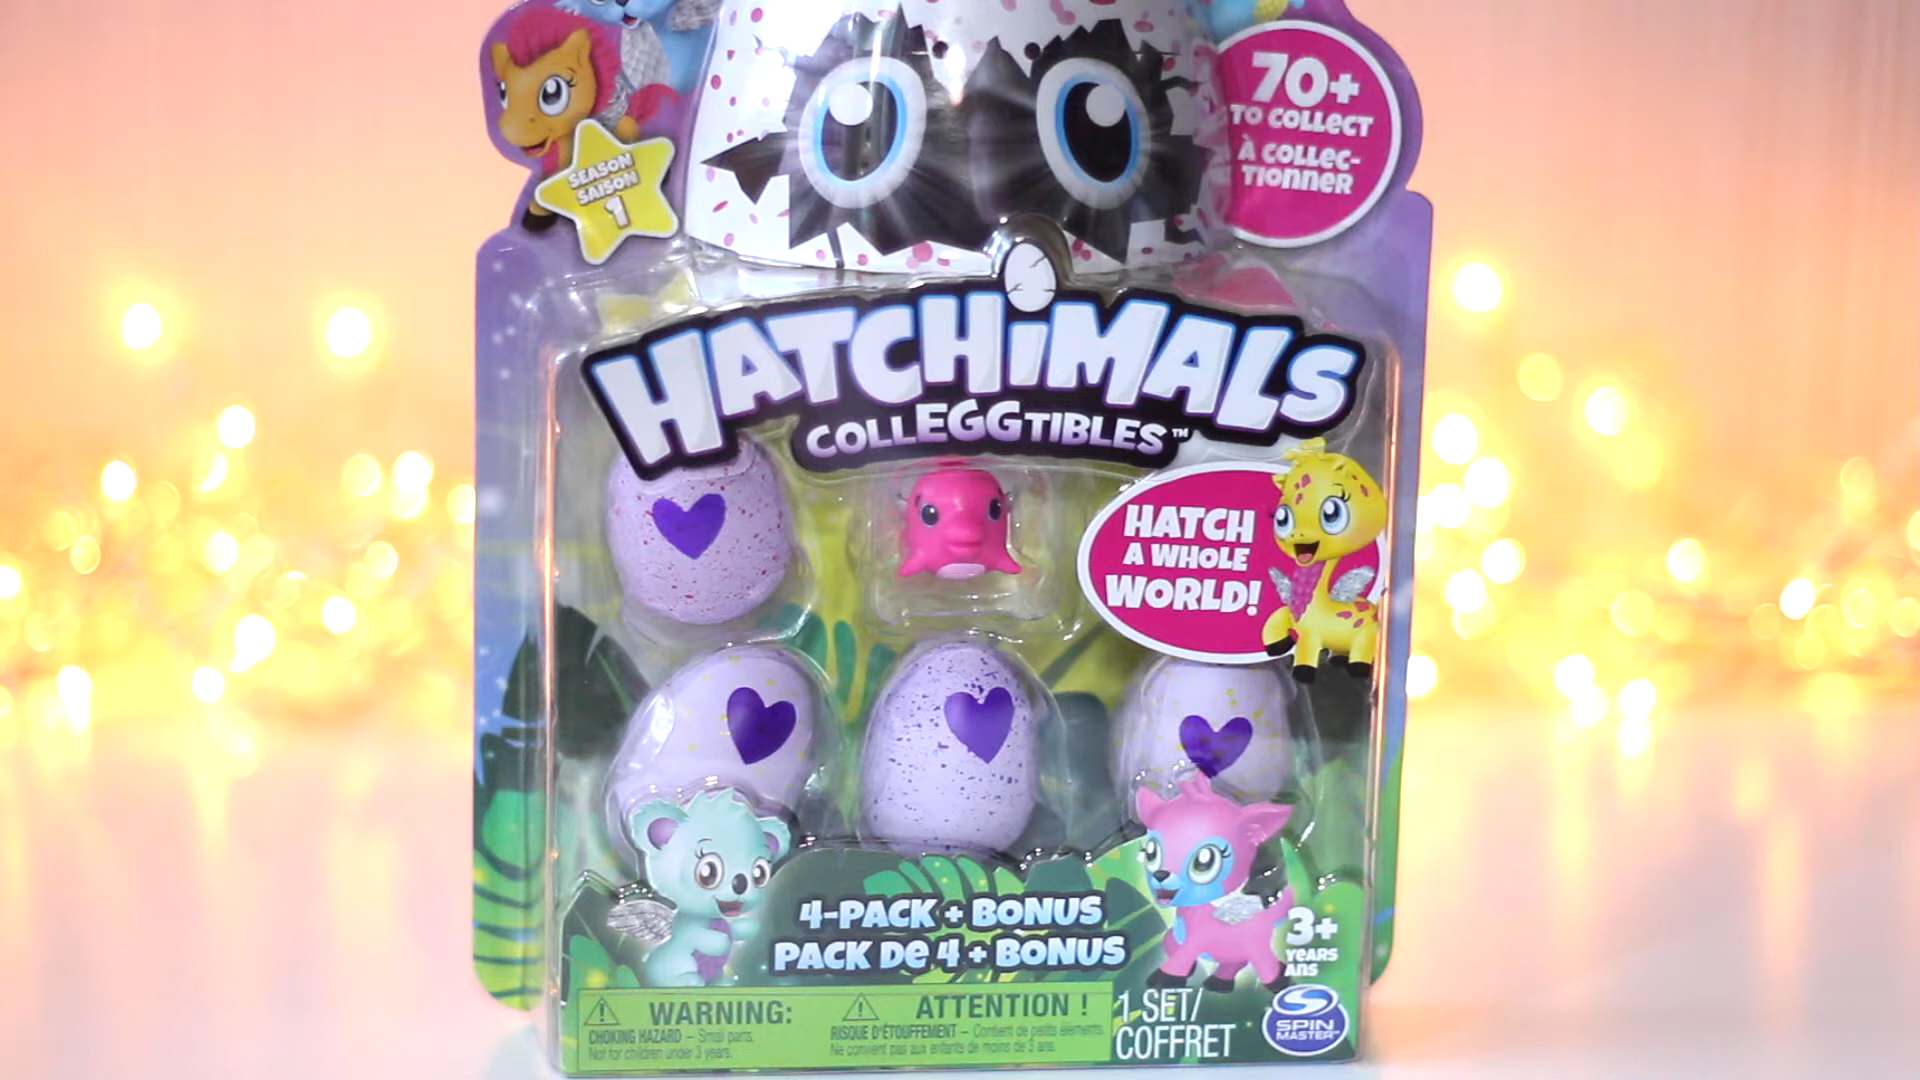 70+
TO COLLECT
À COLLEC-
TIONNER
SEASON
SAISON
1
HATCHiMALS
COLLEGGTIBLES™
HATCH
A WHOLE
WORLD!
4-PACK + BONUS
PACK De 4 + BONUS
3+
YEARS
ANS
WARNING:
CHOKING HAZARD – Small parts.
Not for children under 3 years.
ATTENTION !
RISQUE D'ÉTOUFFEMENT – Contient de petits éléments.
Ne convient pas aux enfants de moins de 3 ans.
1 SET/
COFFRET
SPIN
MASTER™